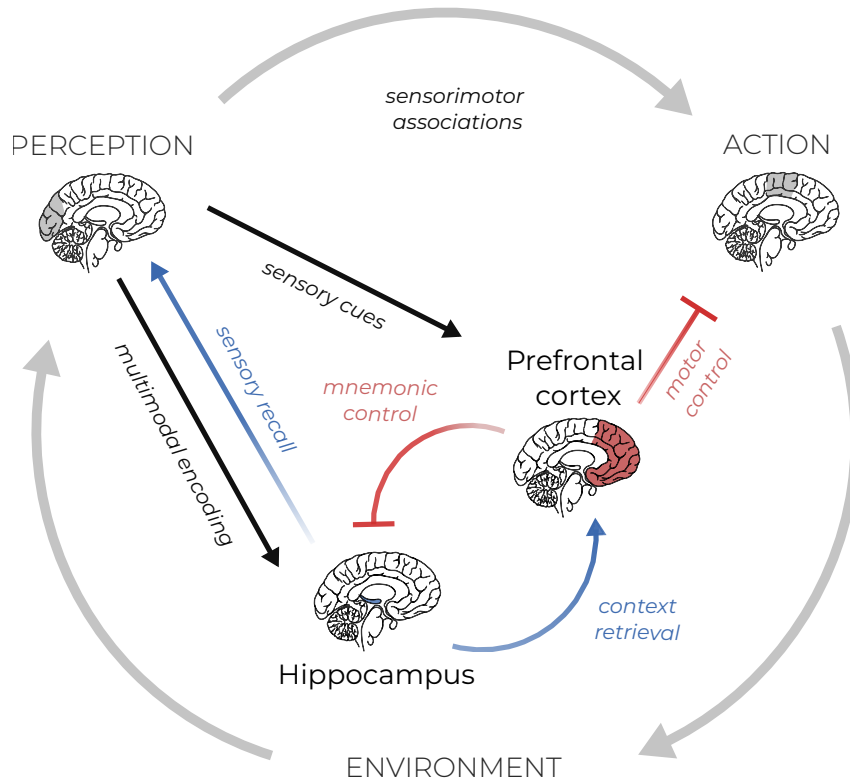 sensorimotor
associations
PERCEPTION
ACTION
sensory cues
Prefrontal
cortex
motor
control
mnemonic
control
sensory recall
multimodal encoding
context
retrieval
Hippocampus
ENVIRONMENT